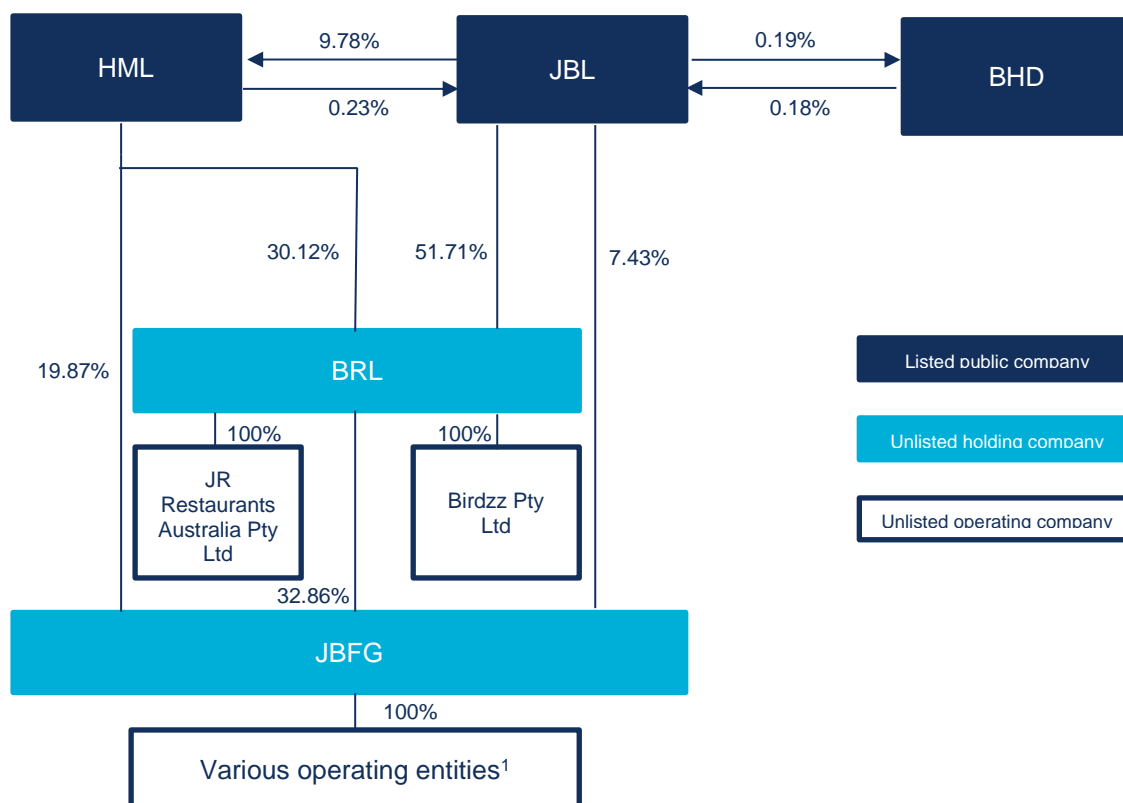 HML
9.78%
0.23%
JBL
0.19%
0.18%
BHD
30.12%
51.71%
7.43%
19.87%
BRL
Listed public company
100%
100%
Unlisted holding company
JR
Restaurants
Australia Pty
Ltd
Birdzz Pty
Ltd
Unlisted operating company
32.86%
JBFG
100%
Various operating entities¹